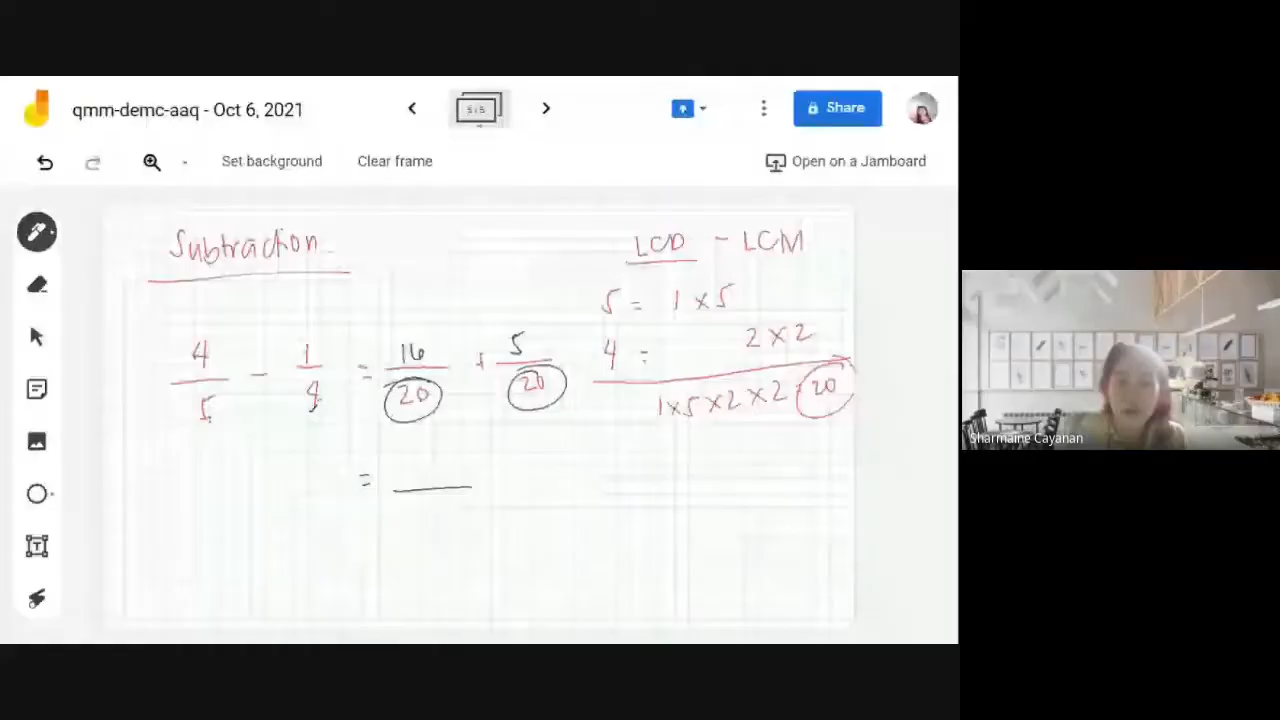 qmm-demc-aaq - Oct 6, 2021
Share
Set background
Clear frame
Open on a Jamboard
Subtraction
LCD - LCM
5 = 1 x 5
4 = 2 x 2
1 x 5 x 2 x 2 = 20
4/5 - 1/4 = 16/20 + 5/20
=
Sharmaine Cayanan